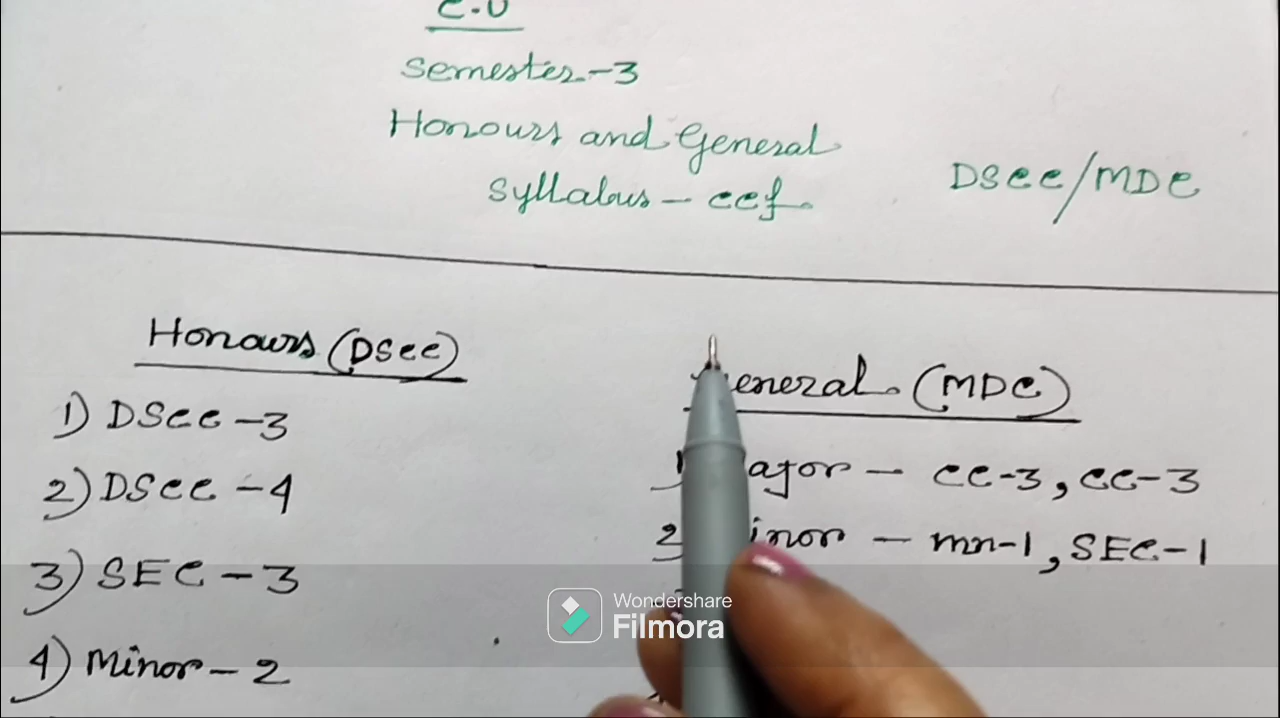 C.U
Semester-3
Honours and General
Syllabus - ccf
DSCC/MDC
Honours (DSCC)
1) DSCC-3
2) DSCC-4
3) SEC-3
4) Minor-2
eneral (MDC)
1) ajor - CC-3, CC-3
2) inor - mn-1, SEC-1
Wondershare
Filmora